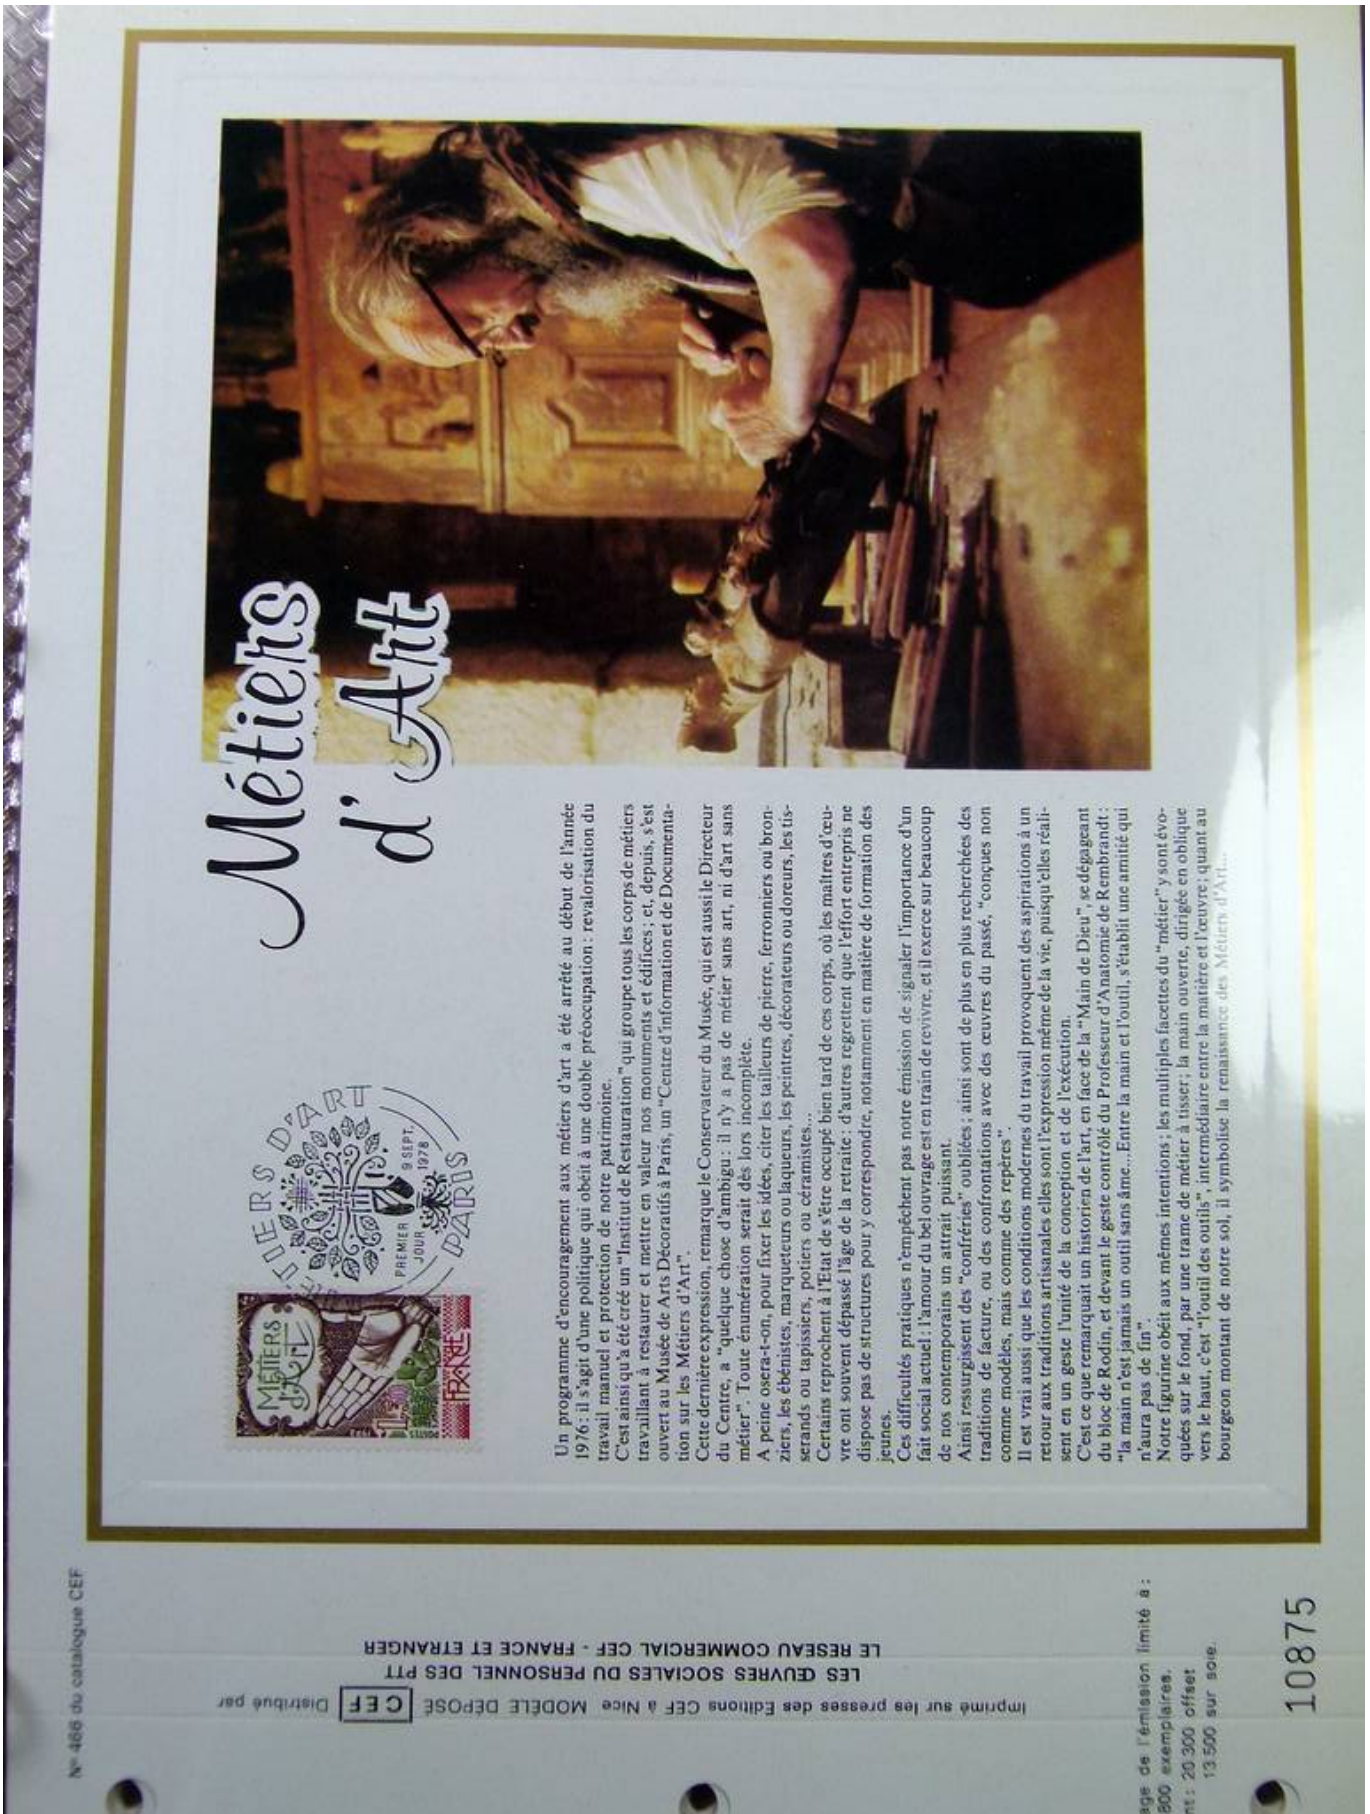 Métiers
d'Art
METIERS D'ART
PREMIER
JOUR
9 SEPT.
1978
PARIS
MÉTIERS
D'ART
POSTES
FRANCE
Un programme d'encouragement aux métiers d'art a été arrêté au début de l'année
1976 : il s'agit d'une politique qui obéit à une double préoccupation : revalorisation du
travail manuel et protection de notre patrimoine.
C'est ainsi qu'a été créé un "Institut de Restauration" qui groupe tous les corps de métiers
travaillant à restaurer et mettre en valeur nos monuments et édifices ; et, depuis, s'est
ouvert au Musée de Arts Décoratifs à Paris, un "Centre d'information et de Documenta-
tion sur les Métiers d'Art".
Cette dernière expression, remarque le Conservateur du Musée, qui est aussi le Directeur
du Centre, a "quelque chose d'ambigu : il n'y a pas de métier sans art, ni d'art sans
métier". Toute énumération serait dès lors incomplète.
A peine osera-t-on, pour fixer les idées, citer les tailleurs de pierre, ferronniers ou bron-
ziers, les ébénistes, marqueteurs ou laqueurs, les peintres, décorateurs ou doreurs, les tis-
serands ou tapissiers, potiers ou céramistes...
Certains reprochent à l'Etat de s'être occupé bien tard de ces corps, où les maîtres d'œu-
vre ont souvent dépassé l'âge de la retraite : d'autres regrettent que l'effort entrepris ne
dispose pas de structures pour y correspondre, notamment en matière de formation des
jeunes.
Ces difficultés pratiques n'empêchent pas notre émission de signaler l'importance d'un
fait social actuel : l'amour du bel ouvrage est en train de revivre, et il exerce sur beaucoup
de nos contemporains un attrait puissant.
Ainsi ressurgissent des "confréries" oubliées ; ainsi sont de plus en plus recherchées des
traditions de facture, ou des confrontations avec des œuvres du passé, "conçues non
comme modèles, mais comme des repères".
Il est vrai aussi que les conditions modernes du travail provoquent des aspirations à un
retour aux traditions artisanales elles sont l'expression même de la vie, puisqu'elles réali-
sent en un geste l'unité de la conception et de l'exécution.
C'est ce que remarquait un historien de l'art, en face de la "Main de Dieu", se dégageant
du bloc de Rodin, et devant le geste contrôlé du Professeur d'Anatomie de Rembrandt :
"la main n'est jamais un outil sans âme... Entre la main et l'outil, s'établit une amitié qui
n'aura pas de fin".
Notre figurine obéit aux mêmes intentions ; les multiples facettes du "métier" y sont évo-
quées sur le fond, par une trame de métier à tisser ; la main ouverte, dirigée en oblique
vers le haut, c'est "l'outil des outils", intermédiaire entre la matière et l'œuvre ; quant au
bourgeon montant de notre sol, il symbolise la renaissance des Métiers d'Art...
N° 466 du catalogue CEF
Imprimé sur les presses des Editions CEF à Nice MODÈLE DÉPOSÉ CEF Distribué par
LES ŒUVRES SOCIALES DU PERSONNEL DES PTT
LE RESEAU COMMERCIAL CEF - FRANCE ET ETRANGER
age de l'émission limité à :
800 exemplaires.
nt : 20 300 offset
13.500 sur soie.
10875